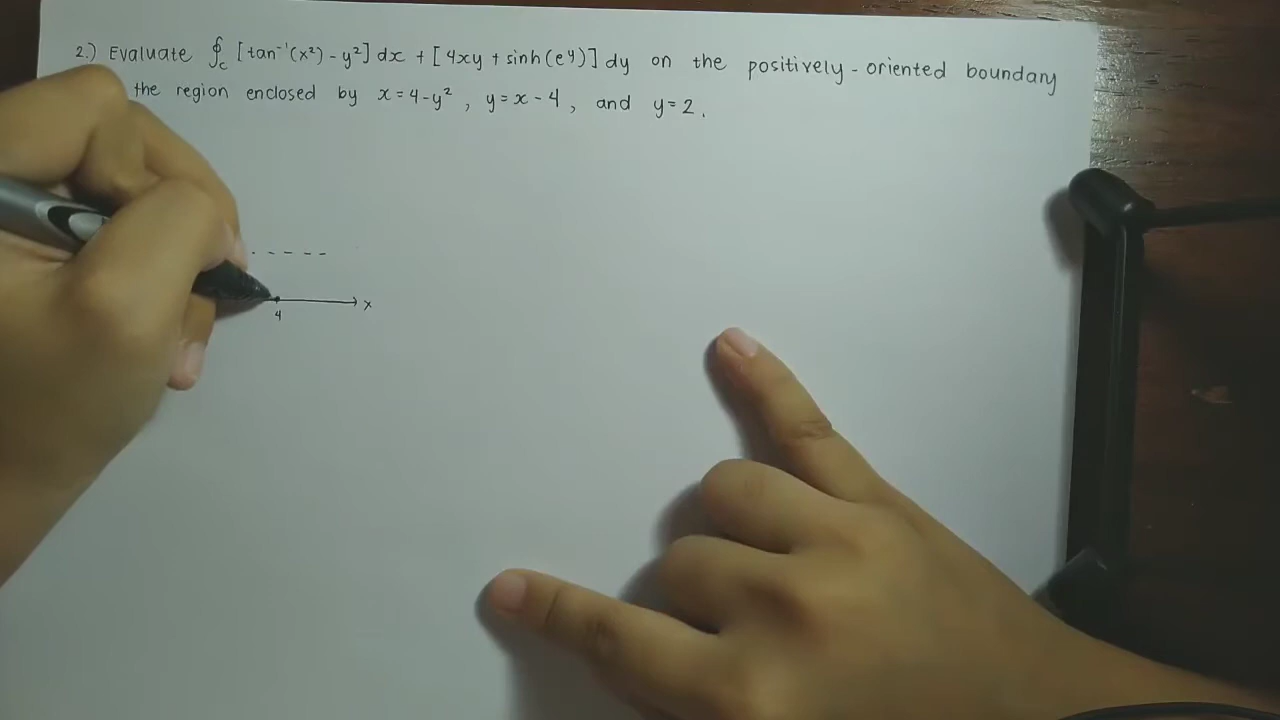 2.) Evaluate ∮_C [tan⁻¹(x²) - y²] dx + [4xy + sinh(e^y)] dy on the positively-oriented boundary
the region enclosed by x = 4 - y², y = x - 4, and y = 2.
x
4